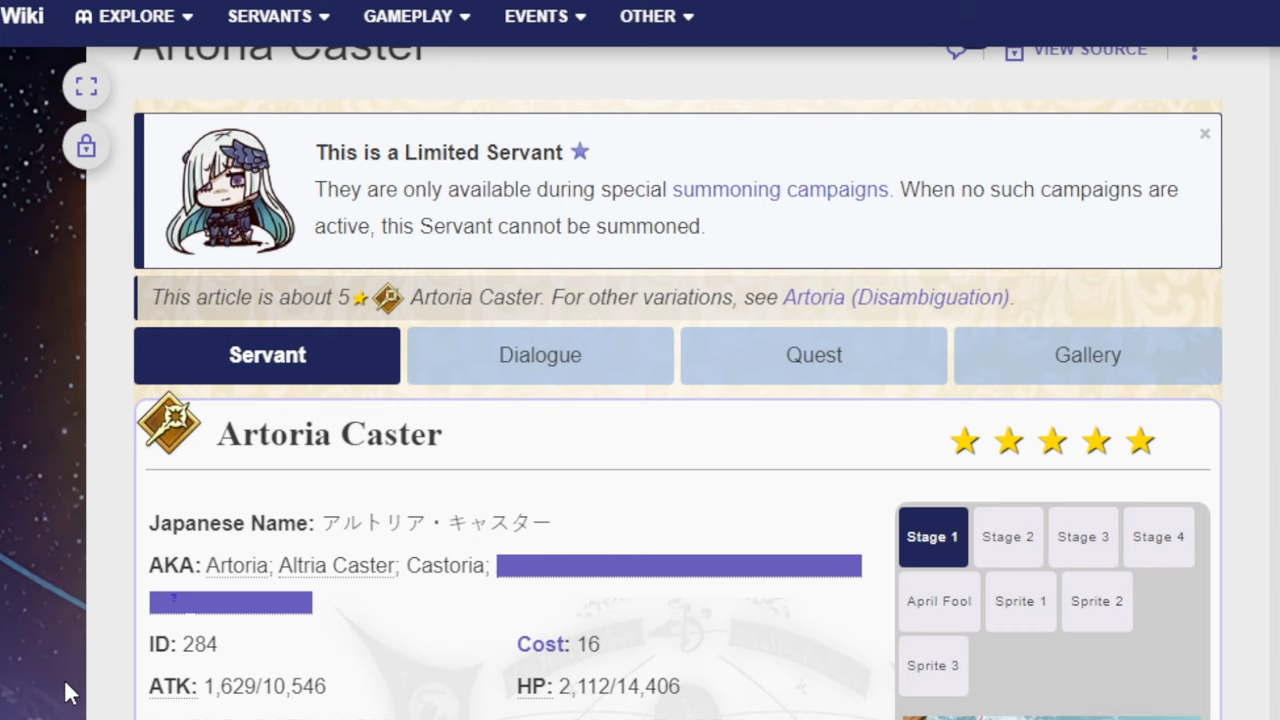 Wiki EXPLORE SERVANTS GAMEPLAY EVENTS OTHER
Artoria Caster
VIEW SOURCE
This is a Limited Servant
They are only available during special summoning campaigns. When no such campaigns are
active, this Servant cannot be summoned.
This article is about 5 Artoria Caster. For other variations, see Artoria (Disambiguation).
Servant Dialogue Quest Gallery
Artoria Caster
Japanese Name: アルトリア・キャスター
AKA: Artoria; Altria Caster; Castoria;
?
ID: 284 Cost: 16
ATK: 1,629/10,546 HP: 2,112/14,406
Stage 1 Stage 2 Stage 3 Stage 4
April Fool Sprite 1 Sprite 2
Sprite 3